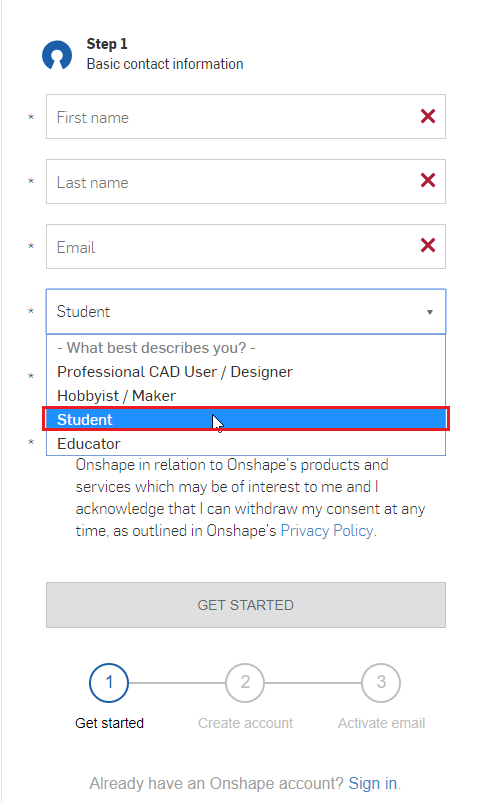 Step 1
Basic contact information
* First name
* Last name
* Email
* Student
- What best describes you? -
* Professional CAD User / Designer
Hobbyist / Maker
Student
* Educator
Onshape in relation to Onshape's products and
services which may be of interest to me and I
acknowledge that I can withdraw my consent at any
time, as outlined in Onshape's Privacy Policy.
GET STARTED
1 2 3
Get started Create account Activate email
Already have an Onshape account? Sign in.